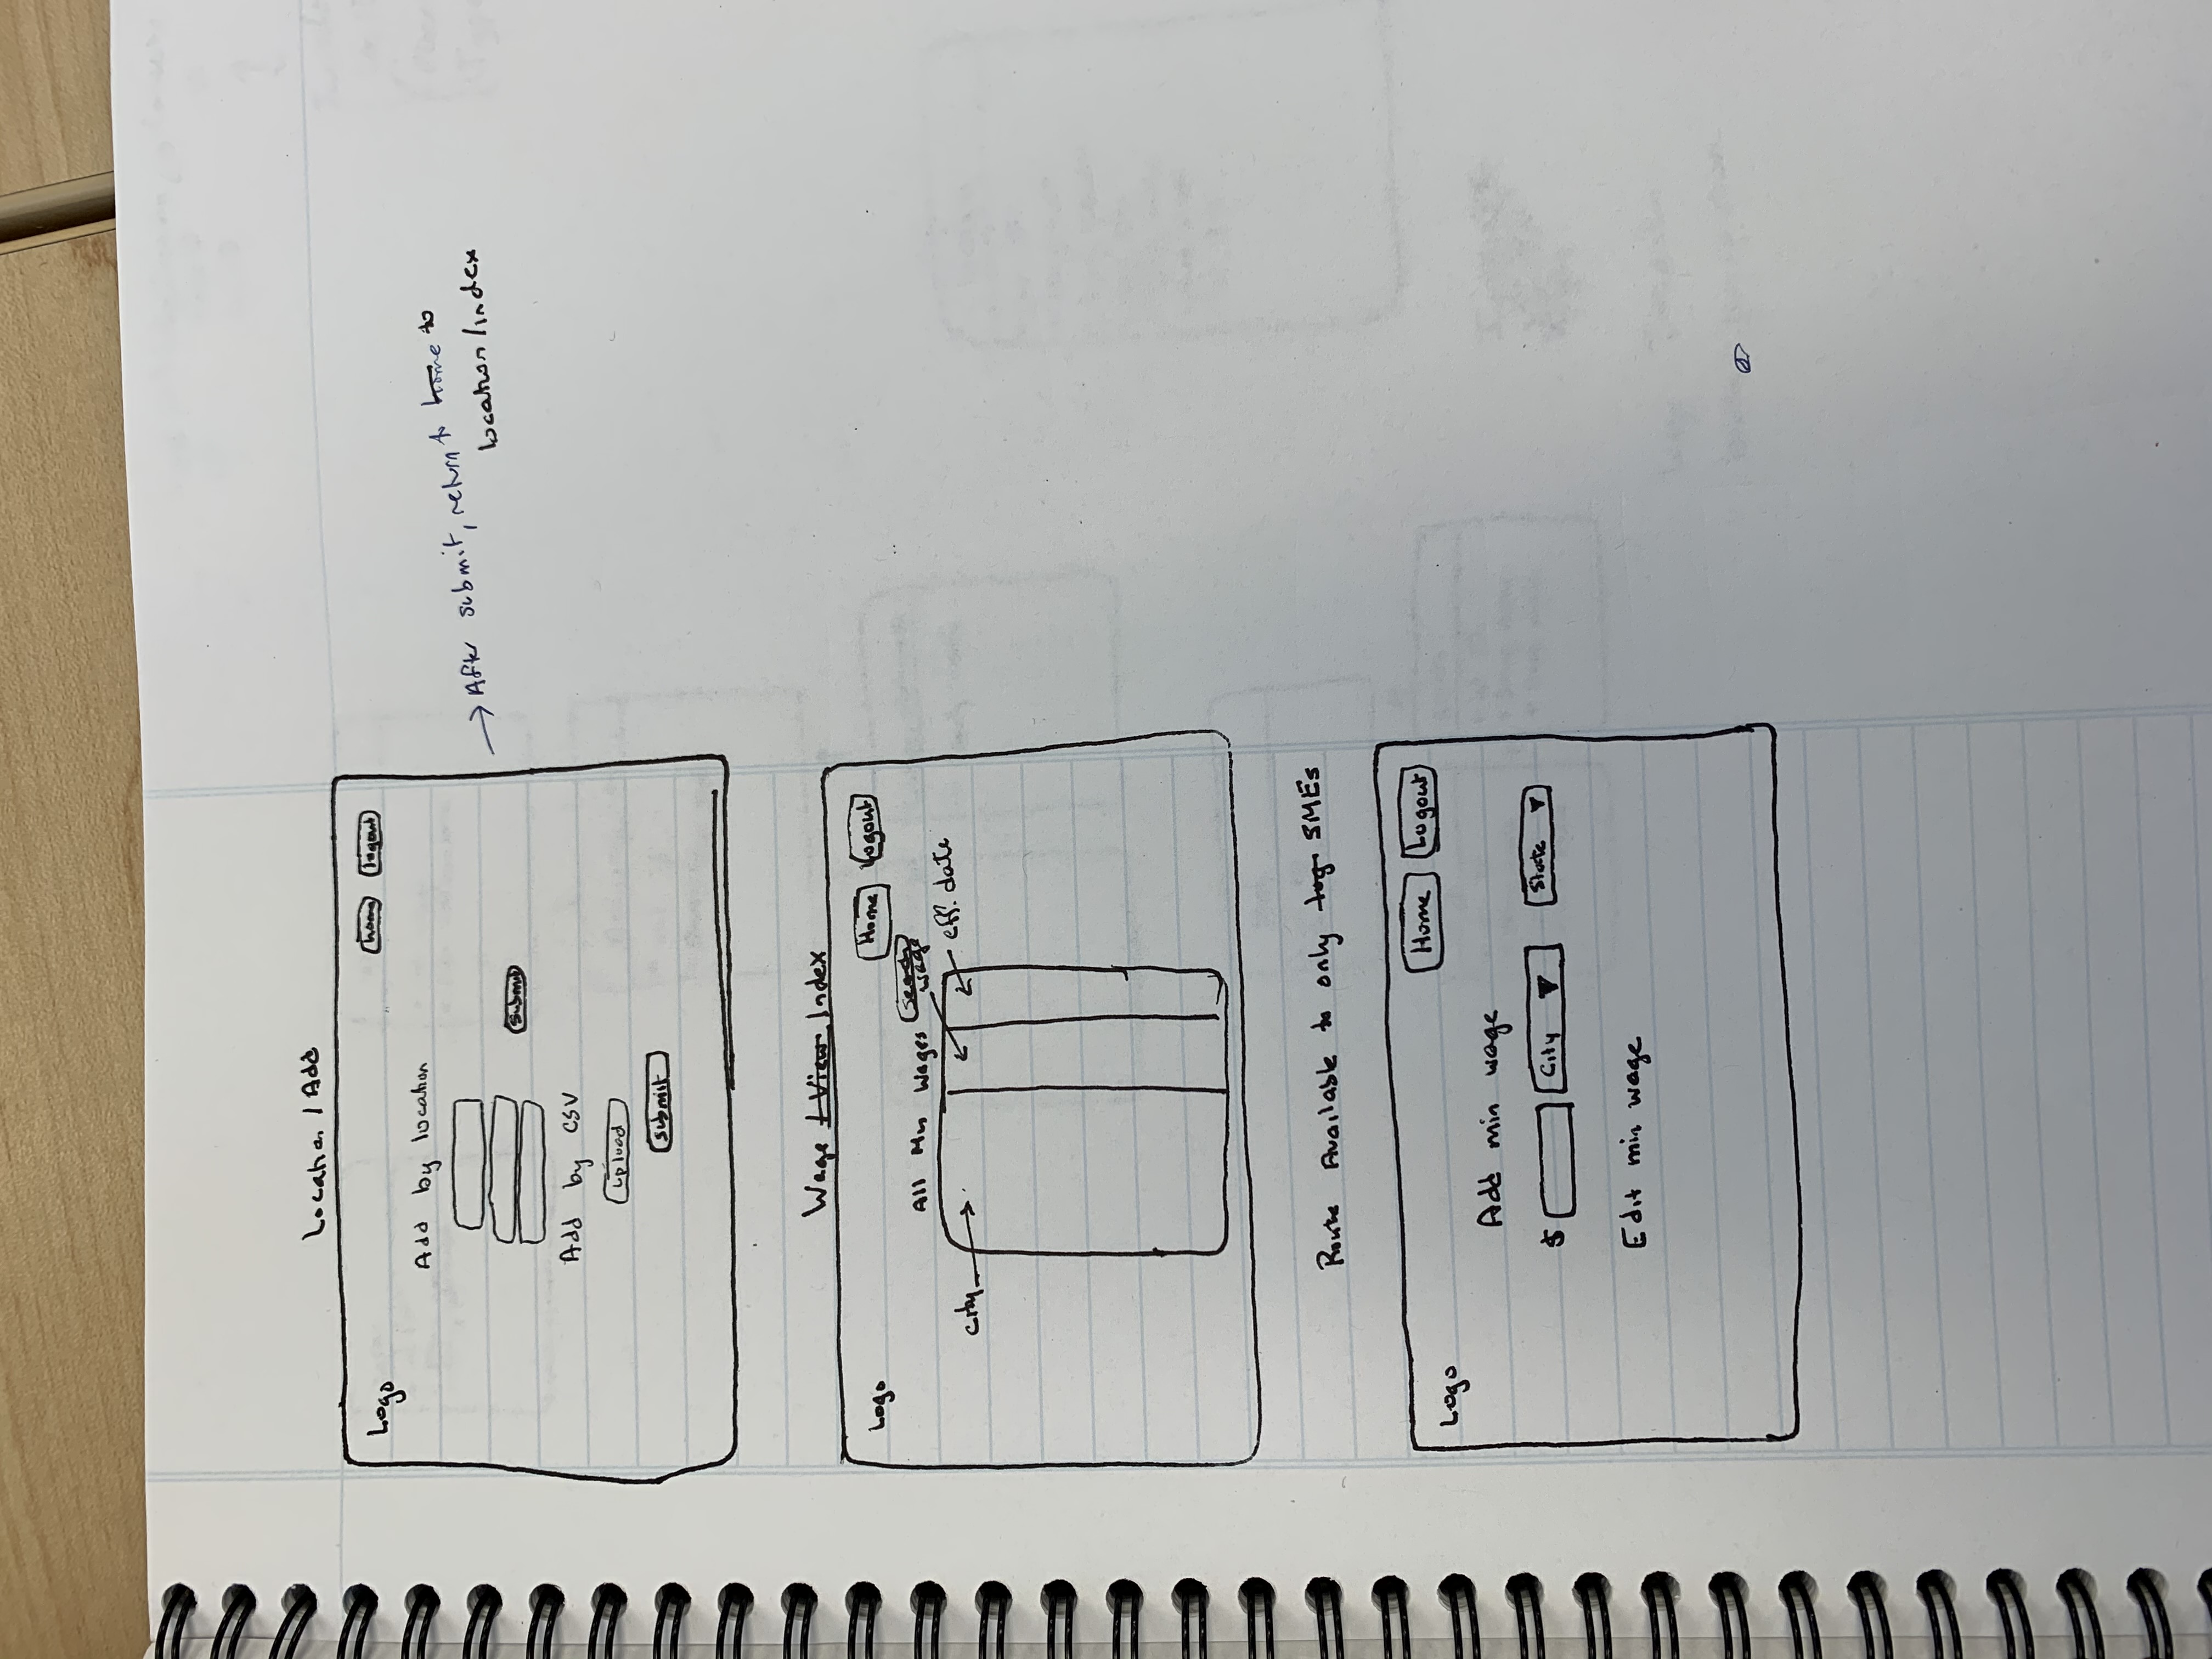 Location / Add
Logo
home
logout
Add by location
Submit
Add by CSV
upload
submit
→ After submit, return to home to
location/index
Wage / View Index
Logo
Home
Logout
All Min Wages
Search
wage
city
eff. date
Route Available to only log SMEs
Logo
Home
Logout
Add min wage
$
City ▼
State ▼
Edit min wage